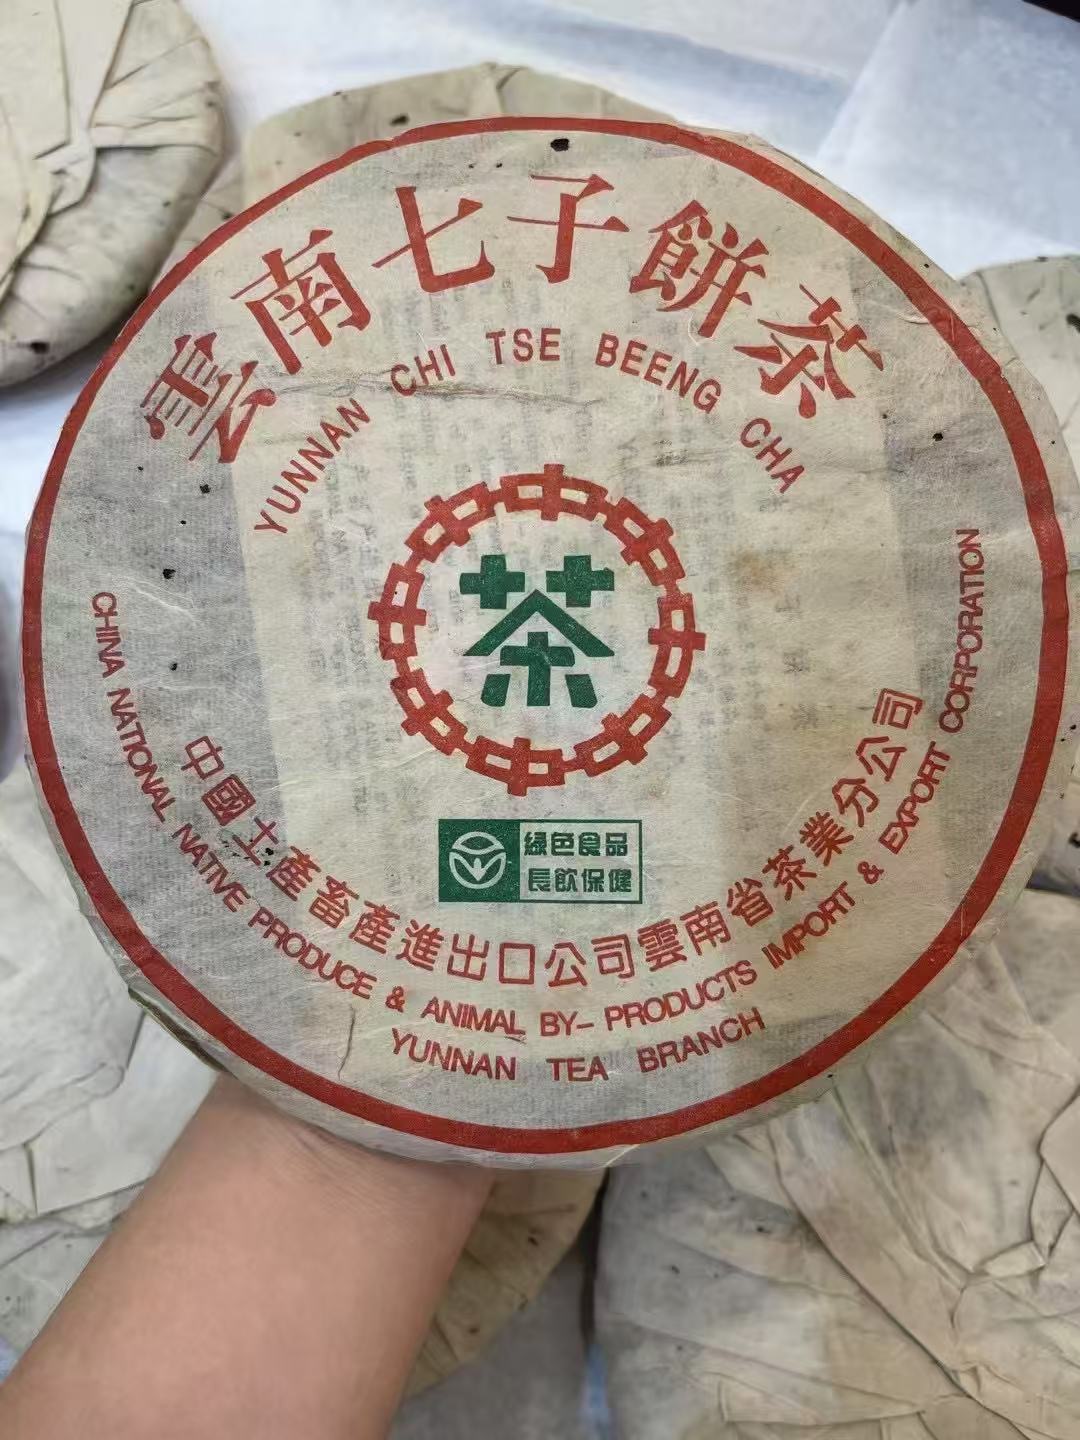 雲南七子餅茶
YUNNAN CHI TSE BEENG CHA
茶
綠色食品
長飲保健
中國土產畜產進出口公司雲南省茶業分公司
CHINA NATIONAL NATIVE PRODUCE & ANIMAL BY- PRODUCTS IMPORT & EXPORT CORPORATION
YUNNAN TEA BRANCH